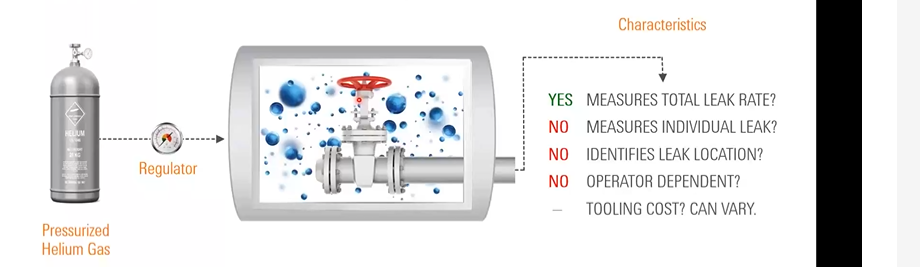 Characteristics
HELIUM
Regulator
Pressurized
Helium Gas
YES MEASURES TOTAL LEAK RATE?
NO MEASURES INDIVIDUAL LEAK?
NO IDENTIFIES LEAK LOCATION?
NO OPERATOR DEPENDENT?
– TOOLING COST? CAN VARY.